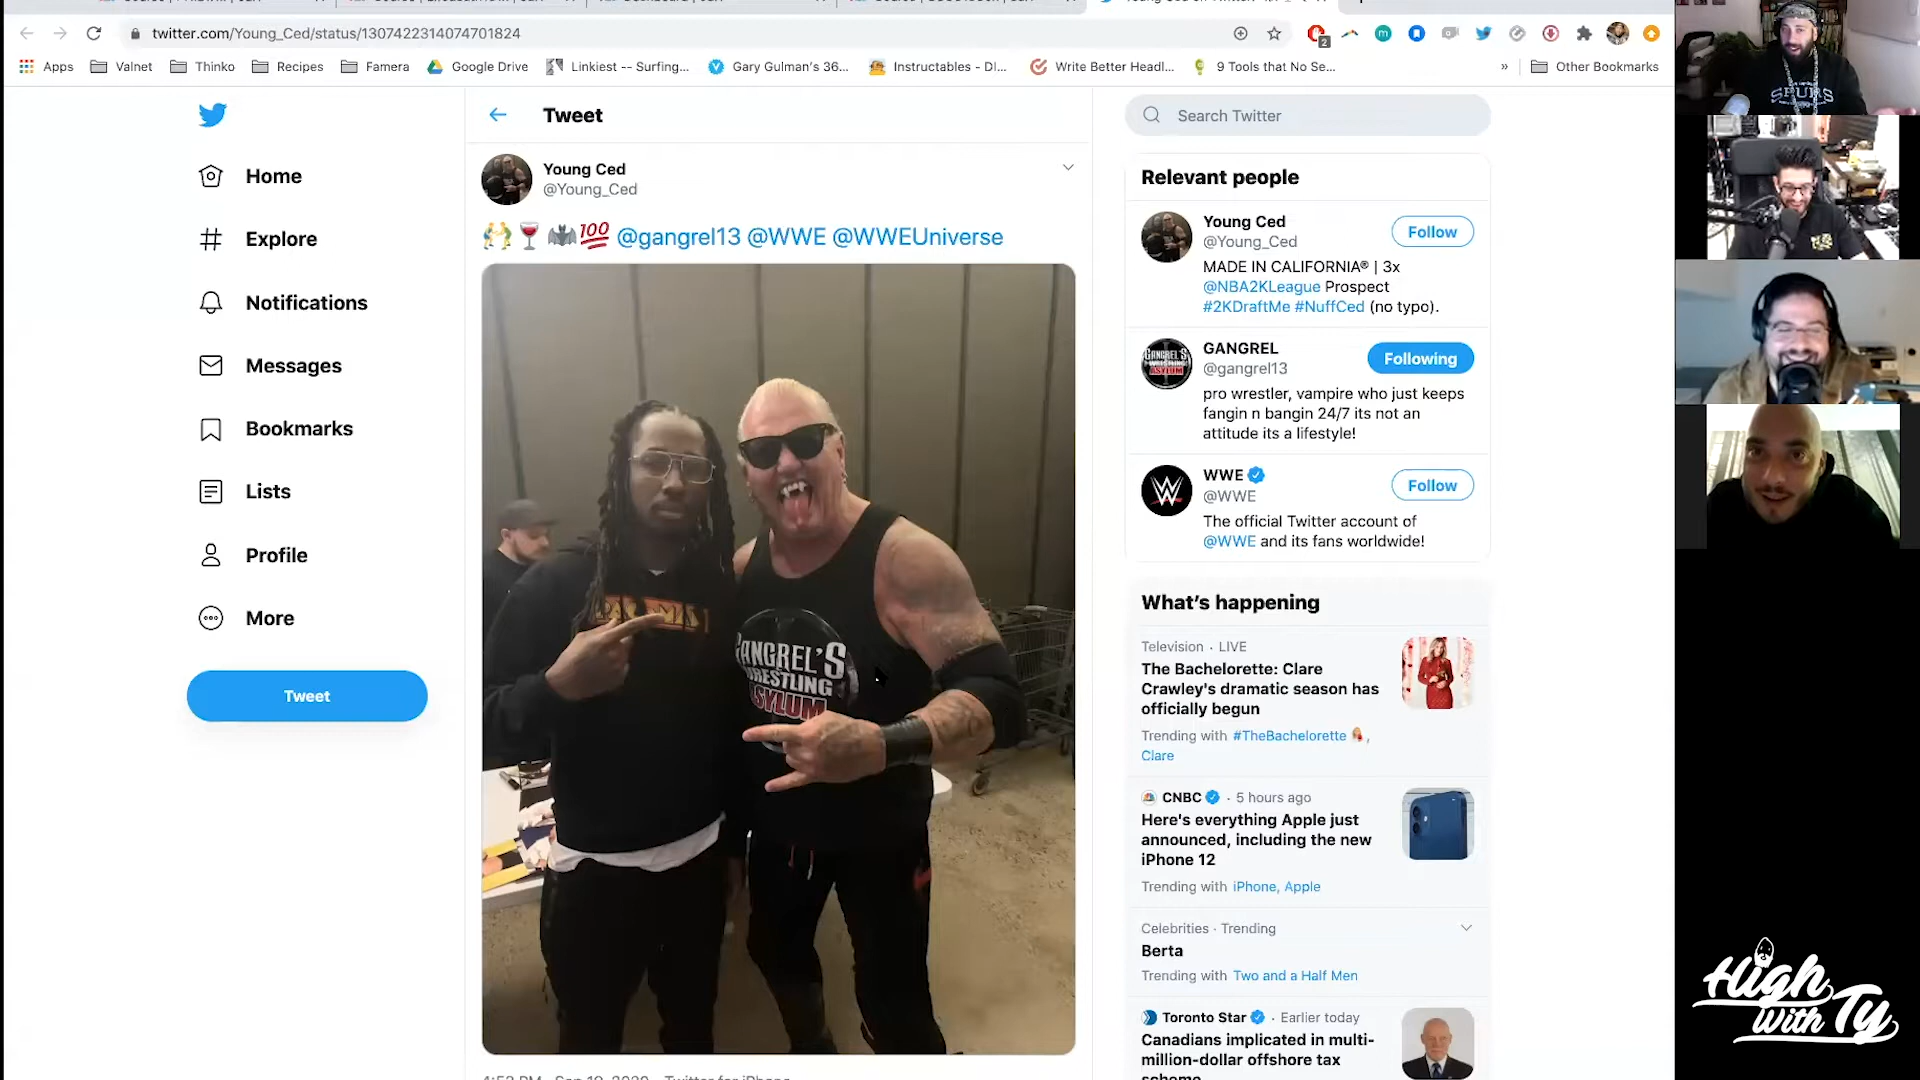 twitter.com/Young_Ced/status/1307422314074701824
2
Apps
Valnet
Thinko
Recipes
Famera
Google Drive
Linkiest -- Surfing...
Gary Gulman's 36...
Instructables - DI...
Write Better Headl...
9 Tools that No Se...
»
Other Bookmarks
Home
Explore
Notifications
Messages
Bookmarks
Lists
Profile
More
Tweet
Tweet
Young Ced
@Young_Ced
💯 @gangrel13 @WWE @WWEUniverse
GANGREL'S
WRESTLING
ASYLUM
Search Twitter
Relevant people
Young Ced
@Young_Ced
Follow
MADE IN CALIFORNIA® | 3x
@NBA2KLeague Prospect
#2KDraftMe #NuffCed (no typo).
GANGREL
@gangrel13
Following
pro wrestler, vampire who just keeps
fangin n bangin 24/7 its not an
attitude its a lifestyle!
WWE
@WWE
Follow
The official Twitter account of
@WWE and its fans worldwide!
What's happening
Television · LIVE
The Bachelorette: Clare
Crawley's dramatic season has
officially begun
Trending with #TheBachelorette ,
Clare
CNBC · 5 hours ago
Here's everything Apple just
announced, including the new
iPhone 12
Trending with iPhone, Apple
Celebrities · Trending
Berta
Trending with Two and a Half Men
Toronto Star · Earlier today
Canadians implicated in multi-
million-dollar offshore tax
scheme
SPURS
High
with Ty